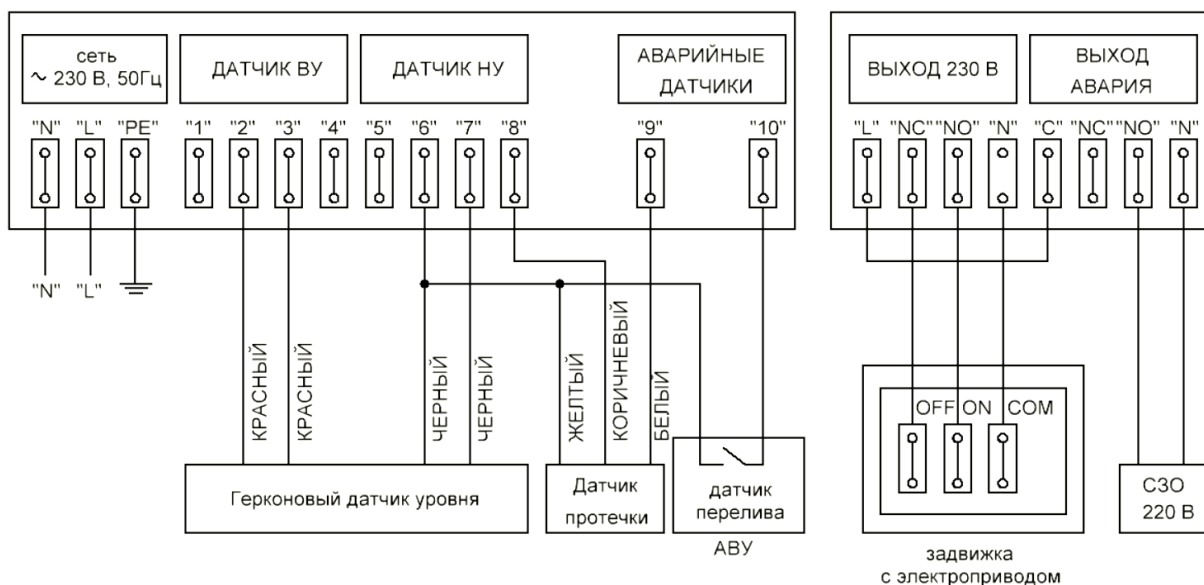 сеть
~ 230 В, 50Гц
ДАТЧИК ВУ
ДАТЧИК НУ
АВАРИЙНЫЕ
ДАТЧИКИ
ВЫХОД 230 В
ВЫХОД
АВАРИЯ
"N" "L" "PE" "1" "2" "3" "4" "5" "6" "7" "8" "9" "10"
"L" "NC" "NO" "N" "C" "NC" "NO" "N"
"N" "L"
КРАСНЫЙ
КРАСНЫЙ
ЧЕРНЫЙ
ЧЕРНЫЙ
ЖЕЛТЫЙ
КОРИЧНЕВЫЙ
БЕЛЫЙ
OFF ON COM
Герконовый датчик уровня
Датчик
протечки
датчик
перелива
АВУ
СЗО
220 В
задвижка
с электроприводом